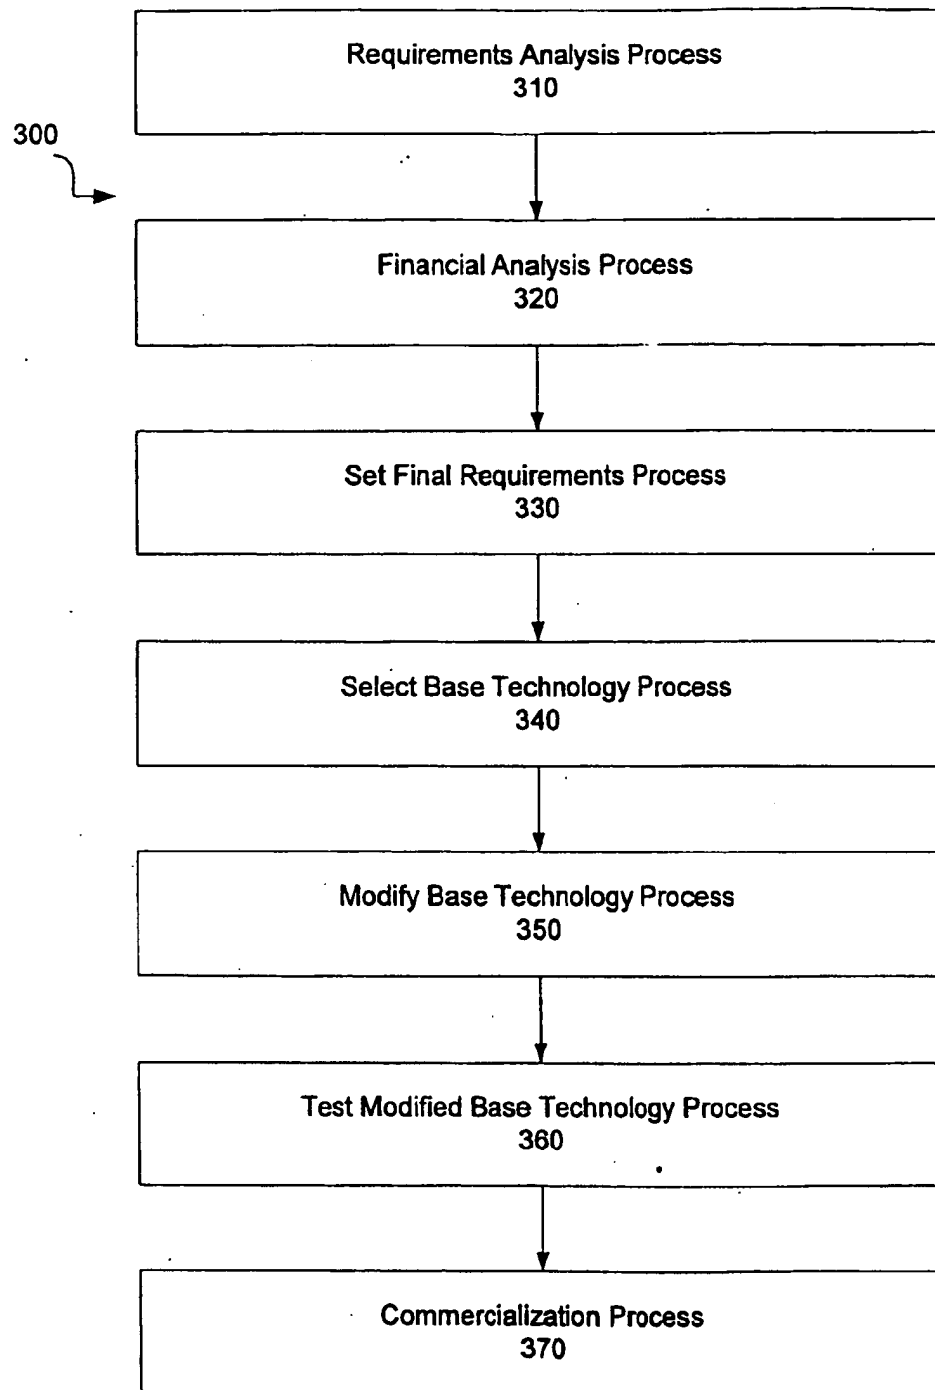 Requirements Analysis Process
310
300
Financial Analysis Process
320
Set Final Requirements Process
330
Select Base Technology Process
340
Modify Base Technology Process
350
Test Modified Base Technology Process
360
Commercialization Process
370